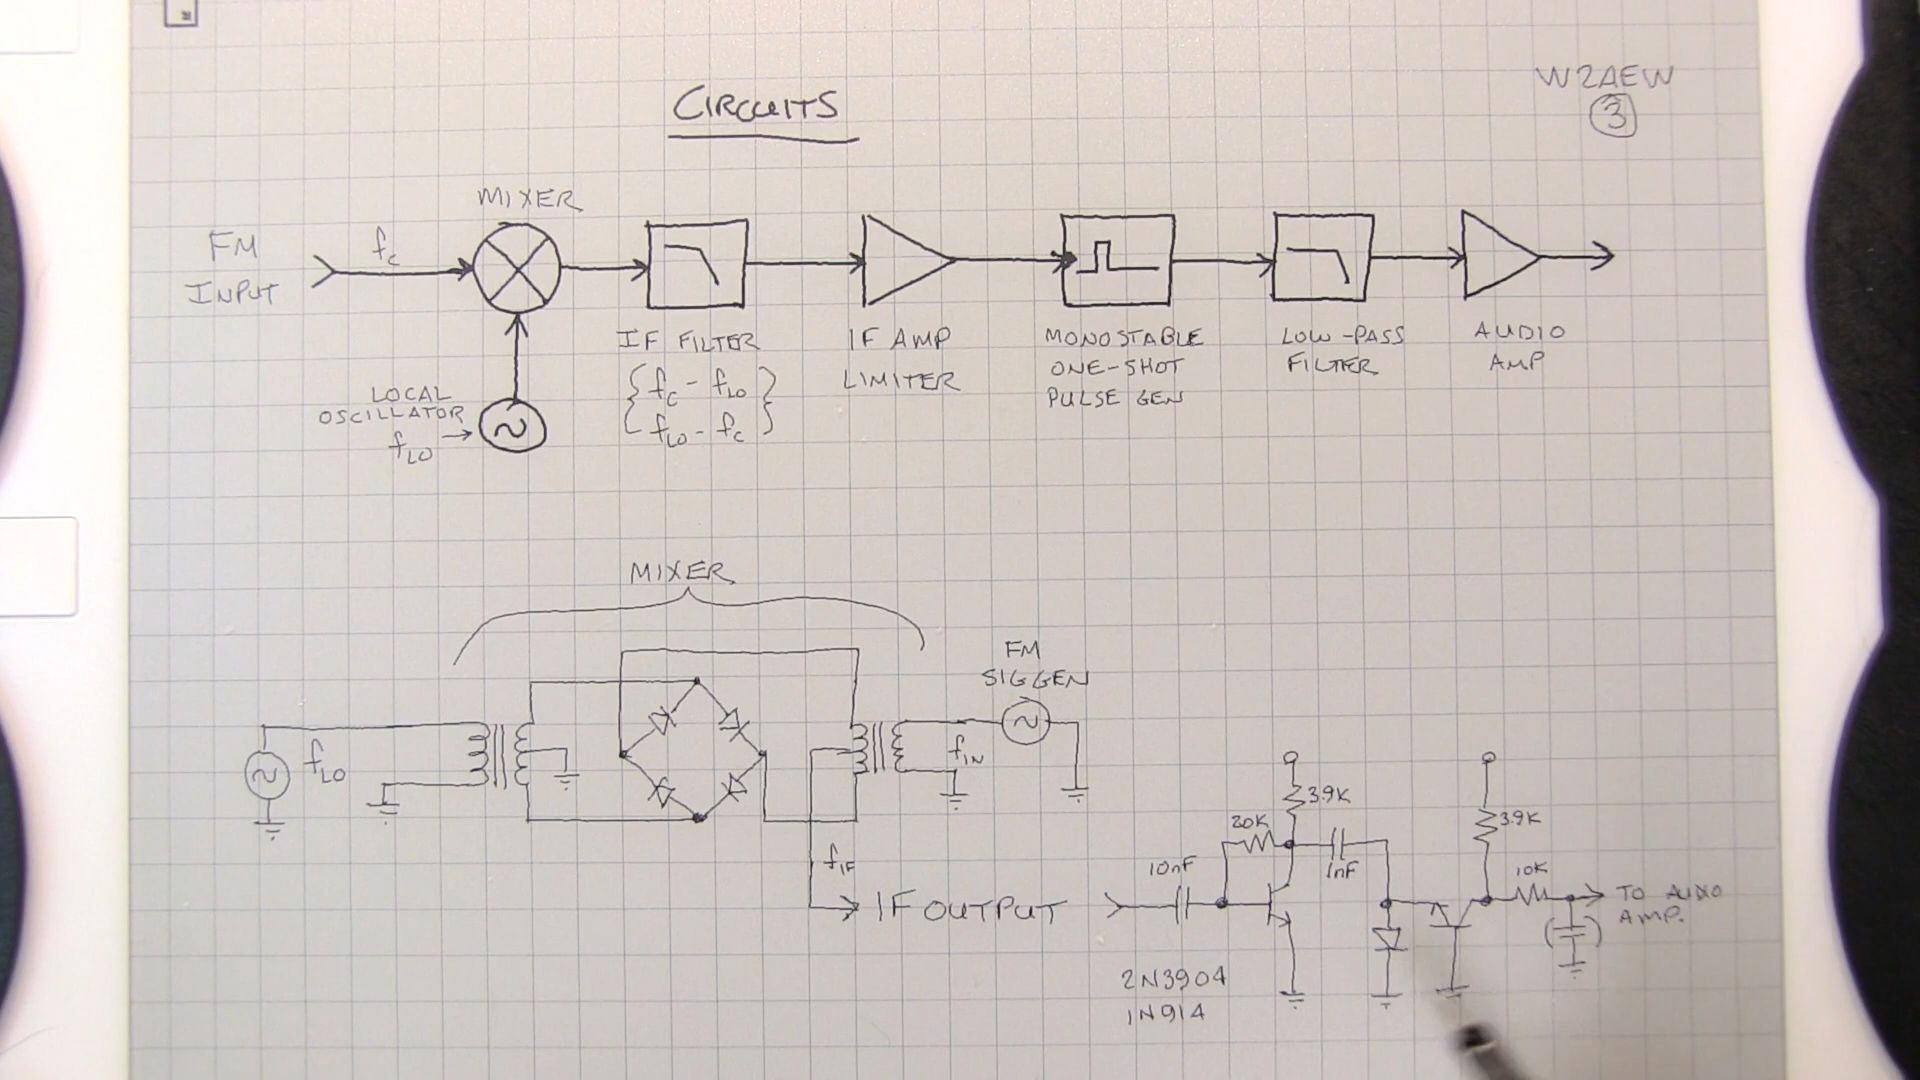 CIRCUITS
W2AEW
3
MIXER
FM
INPUT
fc
LOCAL
OSCILLATOR
fLO
IF FILTER
{ fc - fLO }
{ fLO - fc }
IF AMP
LIMITER
MONOSTABLE
ONE-SHOT
PULSE GEN
LOW-PASS
FILTER
AUDIO
AMP
MIXER
fLO
FM
SIG GEN
fIN
fIF
IF OUTPUT
10nF
20K
3.9K
1nF
3.9K
10K
TO AUDIO
AMP.
2N3904
1N914